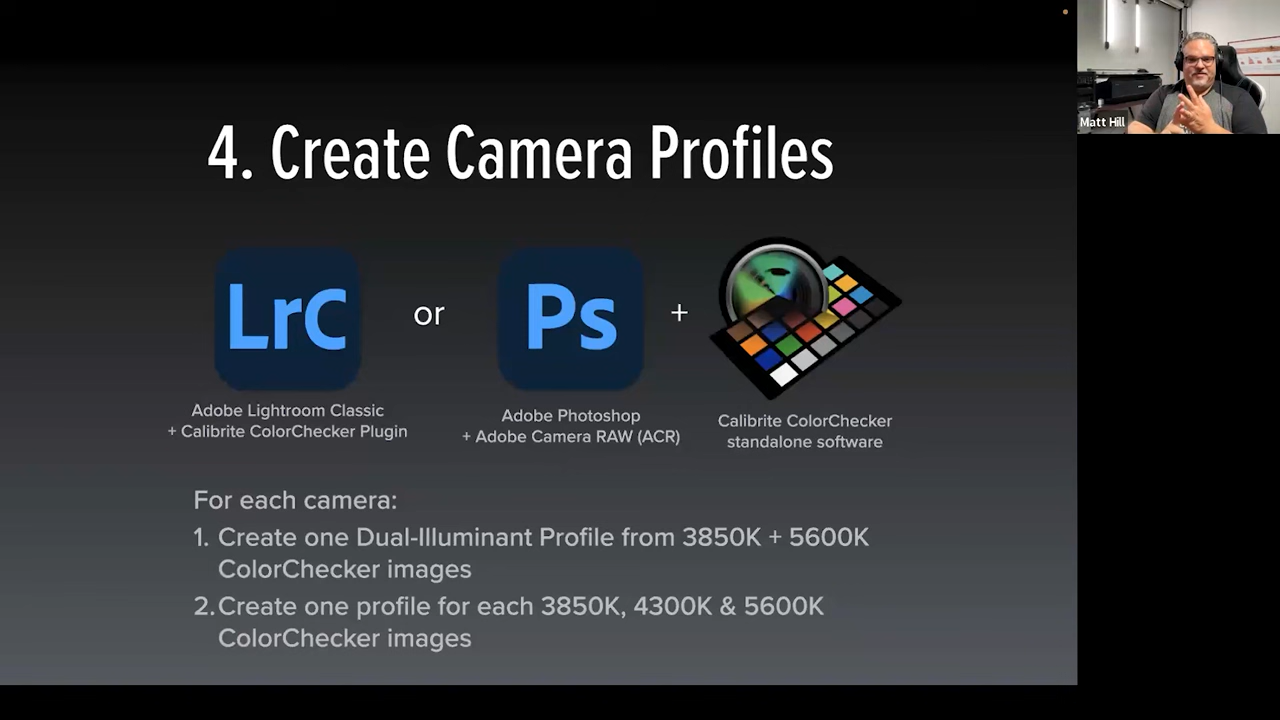 4. Create Camera Profiles
LrC
or
Ps
+
Adobe Lightroom Classic
+ Calibrite ColorChecker Plugin
Adobe Photoshop
+ Adobe Camera RAW (ACR)
Calibrite ColorChecker
standalone software
For each camera:
1. Create one Dual-Illuminant Profile from 3850K + 5600K
ColorChecker images
2. Create one profile for each 3850K, 4300K & 5600K
ColorChecker images
Matt Hill